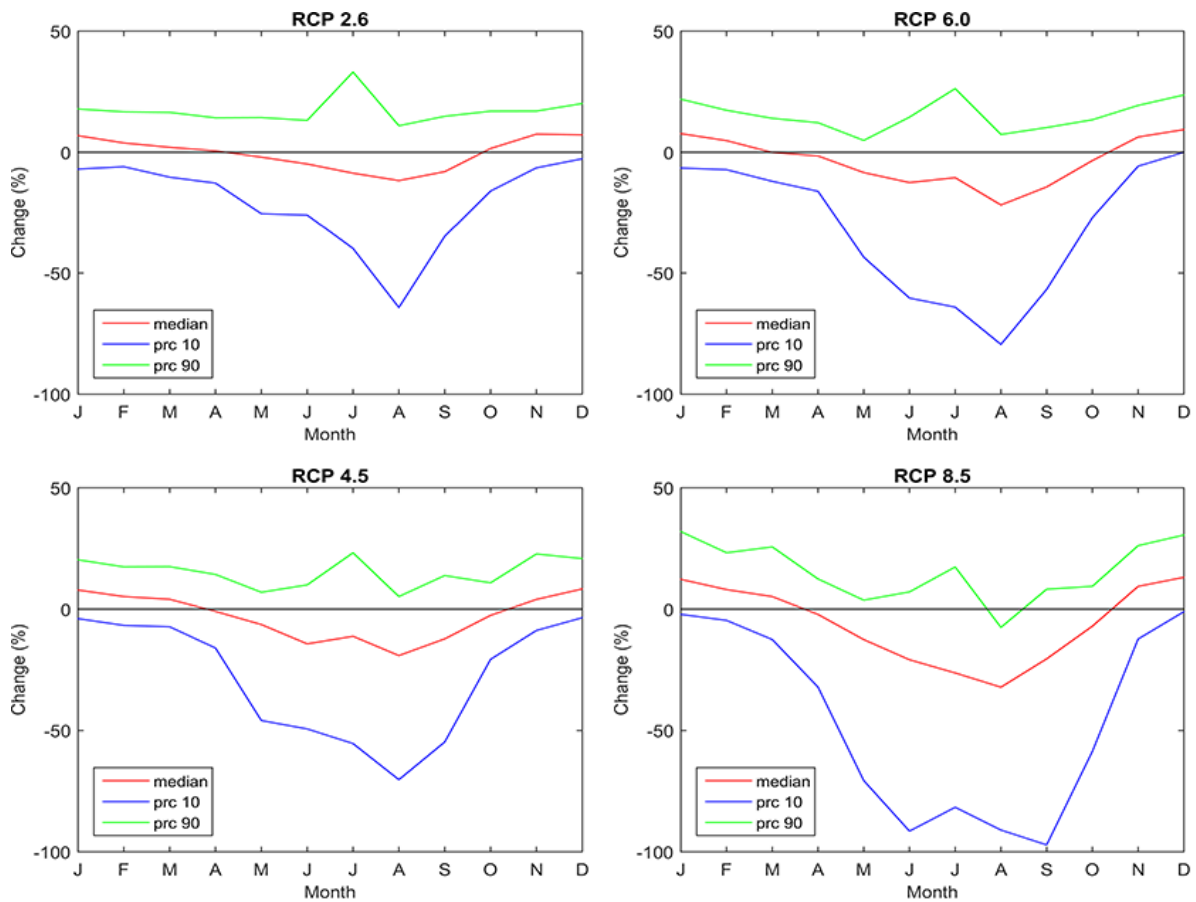 RCP 2.6
50
0
-50
-100
Change (%)
median
prc 10
prc 90
J F M A M J J A S O N D
Month
RCP 6.0
50
0
-50
-100
Change (%)
median
prc 10
prc 90
J F M A M J J A S O N D
Month
RCP 4.5
50
0
-50
-100
Change (%)
median
prc 10
prc 90
J F M A M J J A S O N D
Month
RCP 8.5
50
0
-50
-100
Change (%)
median
prc 10
prc 90
J F M A M J J A S O N D
Month